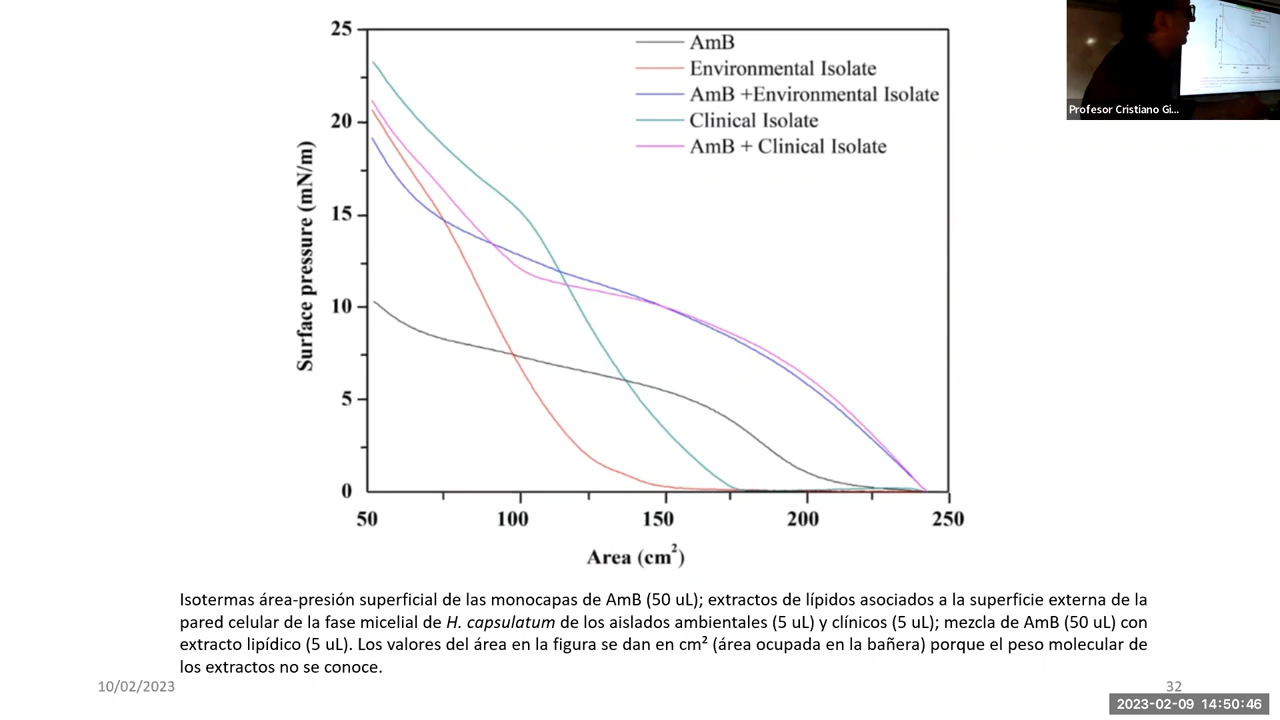 25
20
15
10
5
0
Surface pressure (mN/m)
AmB
Environmental Isolate
AmB +Environmental Isolate
Clinical Isolate
AmB + Clinical Isolate
50
100
150
200
250
Area (cm²)
Profesor Cristiano Gi...
Isotermas área-presión superficial de las monocapas de AmB (50 uL); extractos de lípidos asociados a la superficie externa de la
pared celular de la fase micelial de H. capsulatum de los aislados ambientales (5 uL) y clínicos (5 uL); mezcla de AmB (50 uL) con
extracto lipídico (5 uL). Los valores del área en la figura se dan en cm² (área ocupada en la bañera) porque el peso molecular de
los extractos no se conoce.
10/02/2023
32
2023-02-09 14:50:46